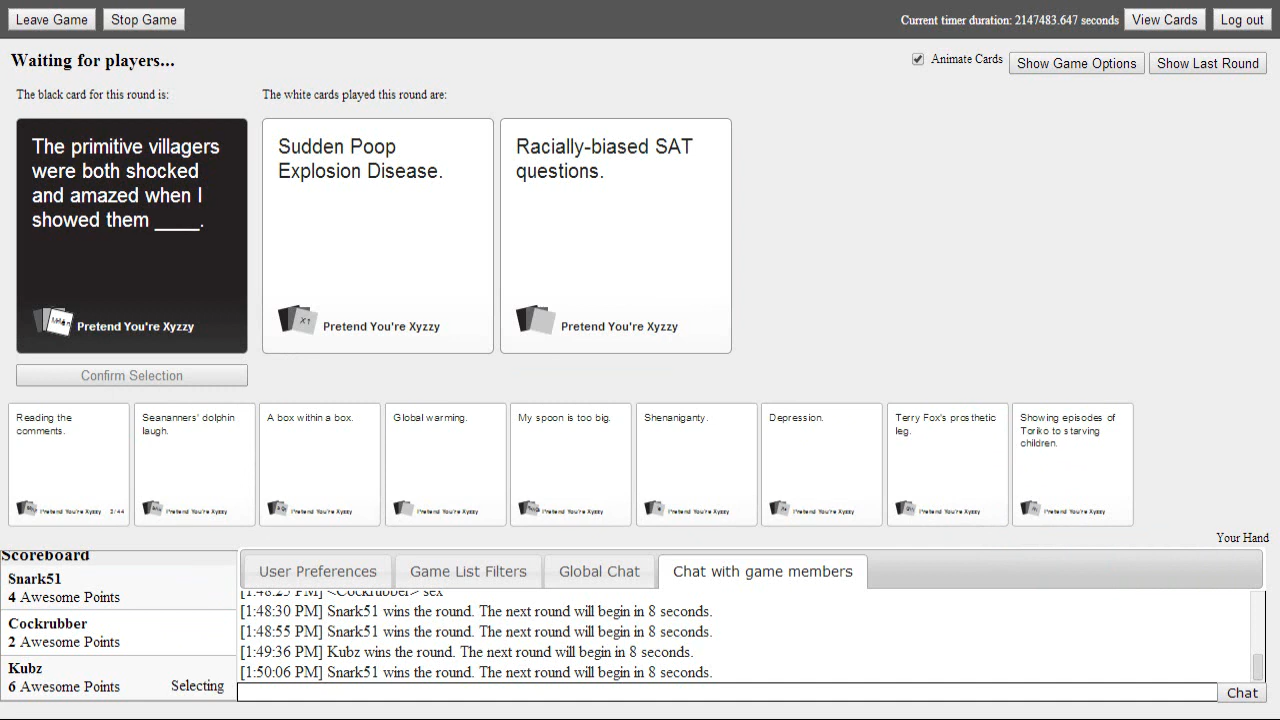 Leave Game
Stop Game
Current timer duration: 2147483.647 seconds
View Cards
Log out
Waiting for players...
Animate Cards
Show Game Options
Show Last Round
The black card for this round is:
The white cards played this round are:
The primitive villagers
were both shocked
and amazed when I
showed them ____.
Pretend You're Xyzzy
Sudden Poop
Explosion Disease.
X1
Pretend You're Xyzzy
Racially-biased SAT
questions.
Pretend You're Xyzzy
Confirm Selection
Reading the
comments.
Pretend You're Xyzzy
Seananners' dolphin
laugh.
Pretend You're Xyzzy
A box within a box.
Pretend You're Xyzzy
Global warming.
Pretend You're Xyzzy
My spoon is too big.
Pretend You're Xyzzy
Shenaniganty.
Pretend You're Xyzzy
Depression.
Pretend You're Xyzzy
Terry Fox's prosthetic
leg.
Pretend You're Xyzzy
Showing episodes of
Toriko to starving
children.
Pretend You're Xyzzy
Your Hand
Scoreboard
Snark51
4 Awesome Points
Cockrubber
2 Awesome Points
Kubz
6 Awesome Points
Selecting
User Preferences
Game List Filters
Global Chat
Chat with game members
[1:48:25 PM] <Cockrubber> sex
[1:48:30 PM] Snark51 wins the round. The next round will begin in 8 seconds.
[1:48:55 PM] Snark51 wins the round. The next round will begin in 8 seconds.
[1:49:36 PM] Kubz wins the round. The next round will begin in 8 seconds.
[1:50:06 PM] Snark51 wins the round. The next round will begin in 8 seconds.
Chat